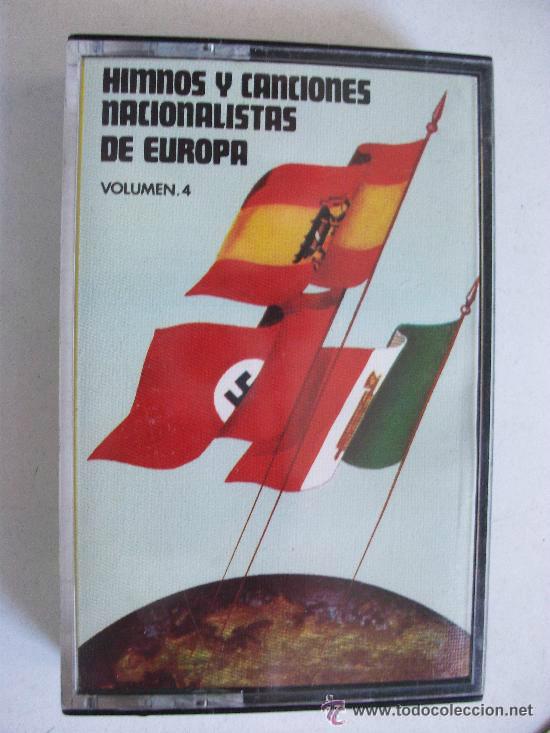 HIMNOS Y CANCIONES
NACIONALISTAS
DE EUROPA
VOLUMEN.4
www.todocoleccion.net